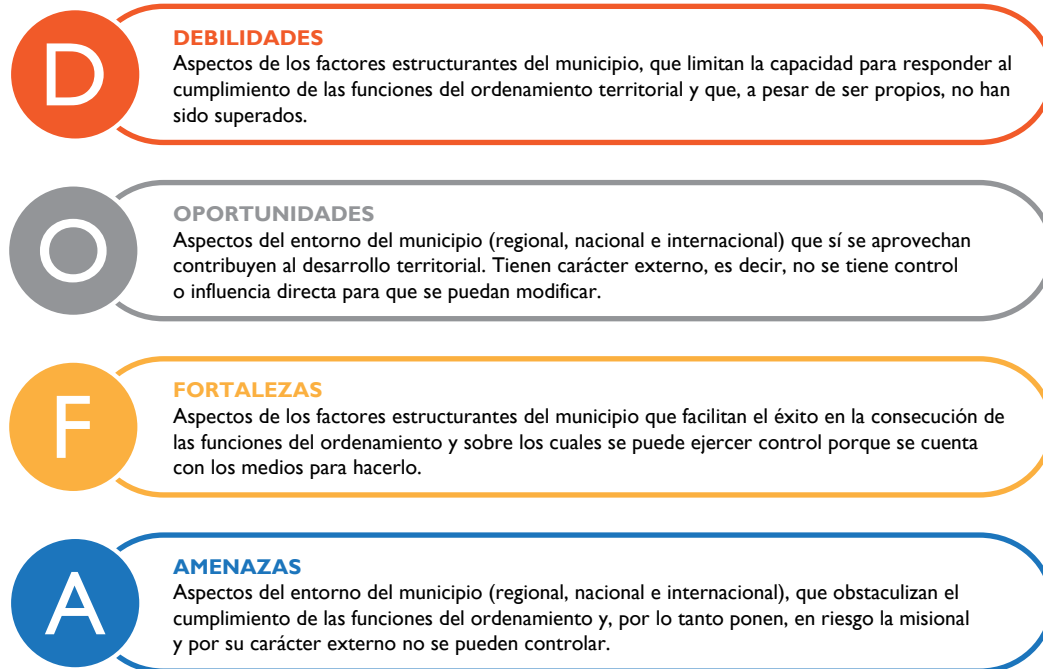 D
DEBILIDADES
Aspectos de los factores estructurantes del municipio, que limitan la capacidad para responder al
cumplimiento de las funciones del ordenamiento territorial y que, a pesar de ser propios, no han
sido superados.
O
OPORTUNIDADES
Aspectos del entorno del municipio (regional, nacional e internacional) que sí se aprovechan
contribuyen al desarrollo territorial. Tienen carácter externo, es decir, no se tiene control
o influencia directa para que se puedan modificar.
F
FORTALEZAS
Aspectos de los factores estructurantes del municipio que facilitan el éxito en la consecución de
las funciones del ordenamiento y sobre los cuales se puede ejercer control porque se cuenta
con los medios para hacerlo.
A
AMENAZAS
Aspectos del entorno del municipio (regional, nacional e internacional), que obstaculizan el
cumplimiento de las funciones del ordenamiento y, por lo tanto ponen, en riesgo la misional
y por su carácter externo no se pueden controlar.